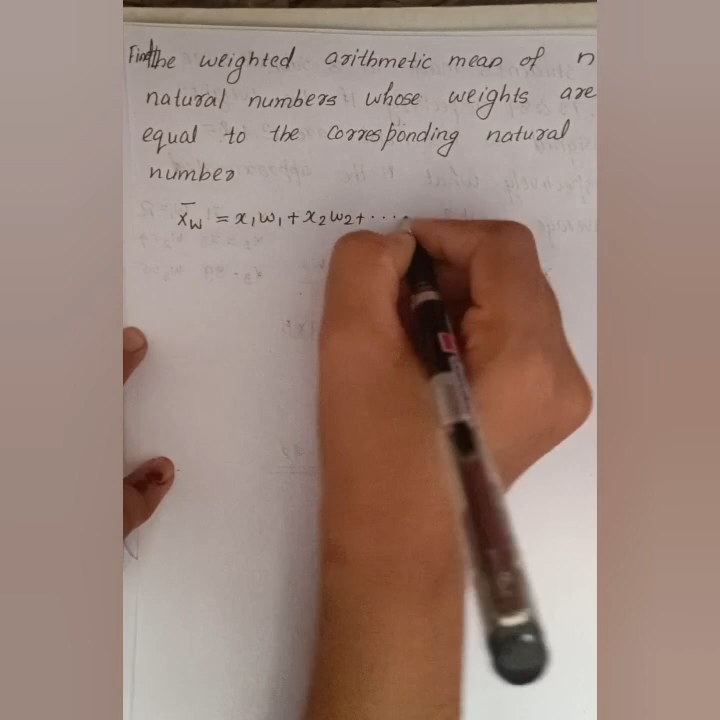 Find the weighted arithmetic mean of n
natural numbers whose weights are
equal to the corresponding natural
number
x̄w = x₁w₁ + x₂w₂ + ....